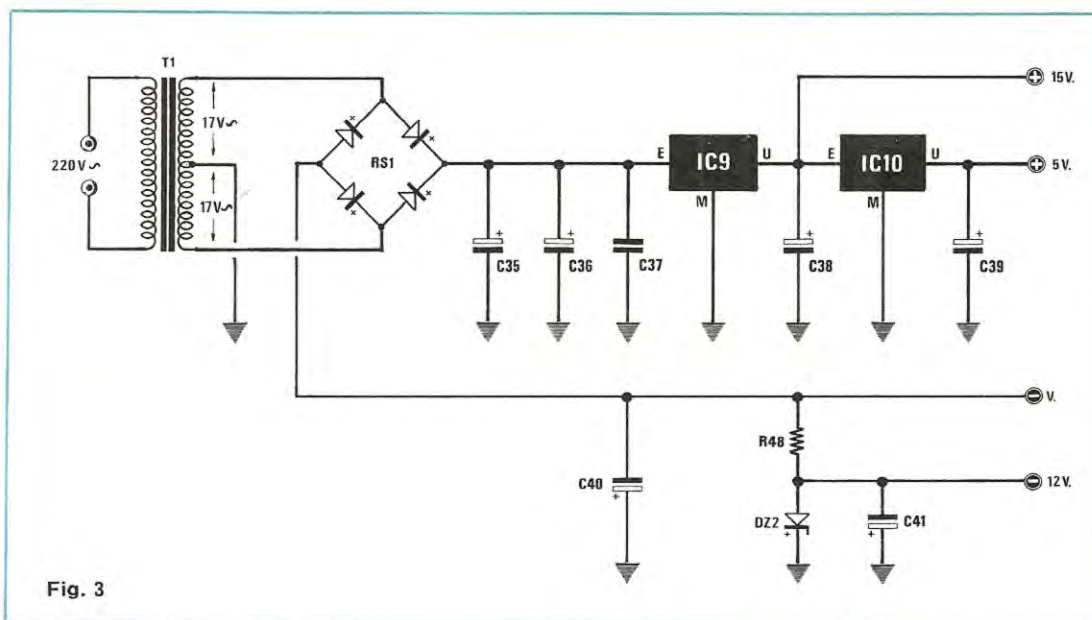 T1
17V~
220V~
17V~
RS1
E
IC9
U
M
E
IC10
U
M
15V.
5V.
+
C35
+
C36
C37
+
C38
+
C39
V.
R48
12V.
C40
+
DZ2
+
C41
+
Fig. 3